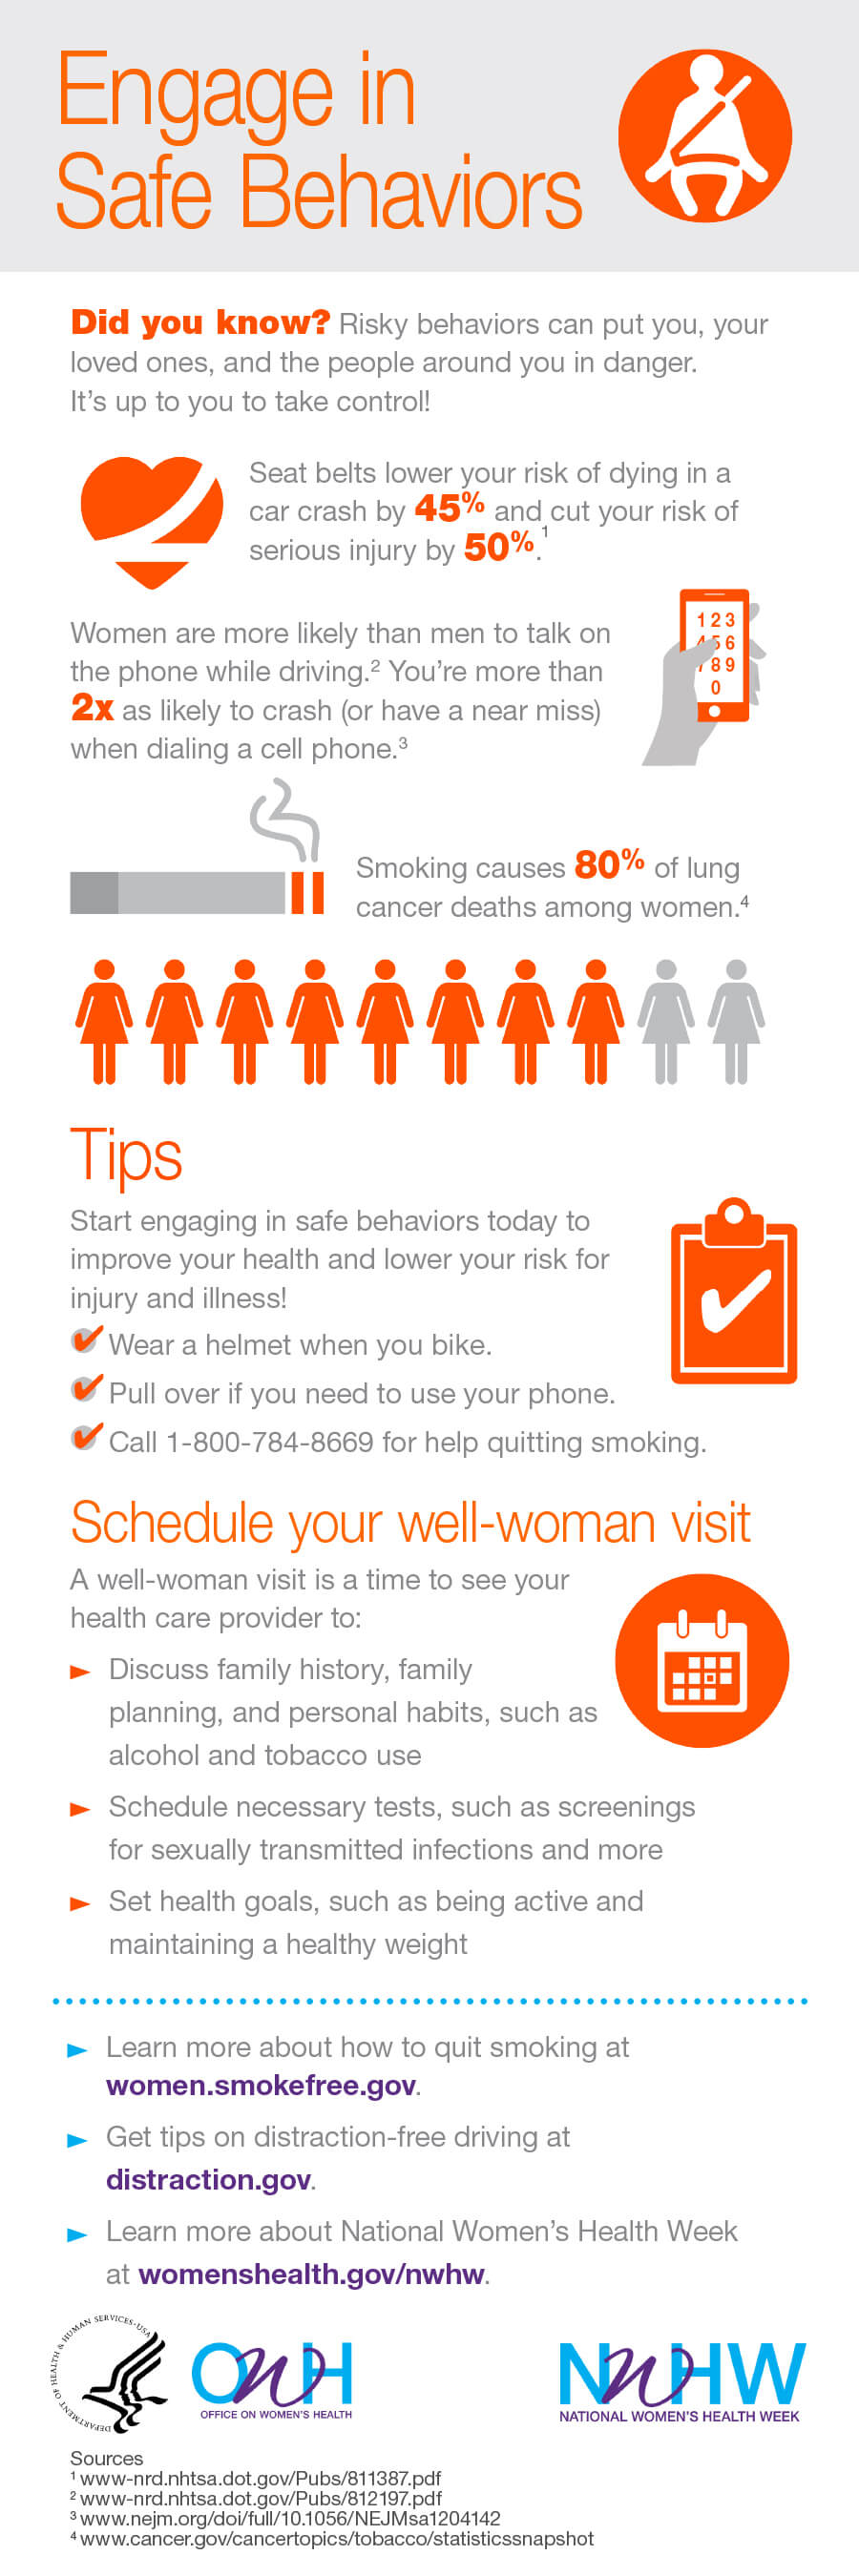 Engage in
Safe Behaviors
Did you know? Risky behaviors can put you, your
loved ones, and the people around you in danger.
It’s up to you to take control!
Seat belts lower your risk of dying in a
car crash by 45% and cut your risk of
serious injury by 50%.¹
Women are more likely than men to talk on
the phone while driving.² You’re more than
2x as likely to crash (or have a near miss)
when dialing a cell phone.³
1 2 3
4 5 6
7 8 9
0
Smoking causes 80% of lung
cancer deaths among women.⁴
Tips
Start engaging in safe behaviors today to
improve your health and lower your risk for
injury and illness!
Wear a helmet when you bike.
Pull over if you need to use your phone.
Call 1-800-784-8669 for help quitting smoking.
Schedule your well-woman visit
A well-woman visit is a time to see your
health care provider to:
Discuss family history, family
planning, and personal habits, such as
alcohol and tobacco use
Schedule necessary tests, such as screenings
for sexually transmitted infections and more
Set health goals, such as being active and
maintaining a healthy weight
Learn more about how to quit smoking at
women.smokefree.gov.
Get tips on distraction-free driving at
distraction.gov.
Learn more about National Women’s Health Week
at womenshealth.gov/nwhw.
DEPARTMENT OF HEALTH & HUMAN SERVICES • USA
OWH
OFFICE ON WOMEN’S HEALTH
NWHW
NATIONAL WOMEN’S HEALTH WEEK
Sources
¹ www-nrd.nhtsa.dot.gov/Pubs/811387.pdf
² www-nrd.nhtsa.dot.gov/Pubs/812197.pdf
³ www.nejm.org/doi/full/10.1056/NEJMsa1204142
⁴ www.cancer.gov/cancertopics/tobacco/statisticssnapshot